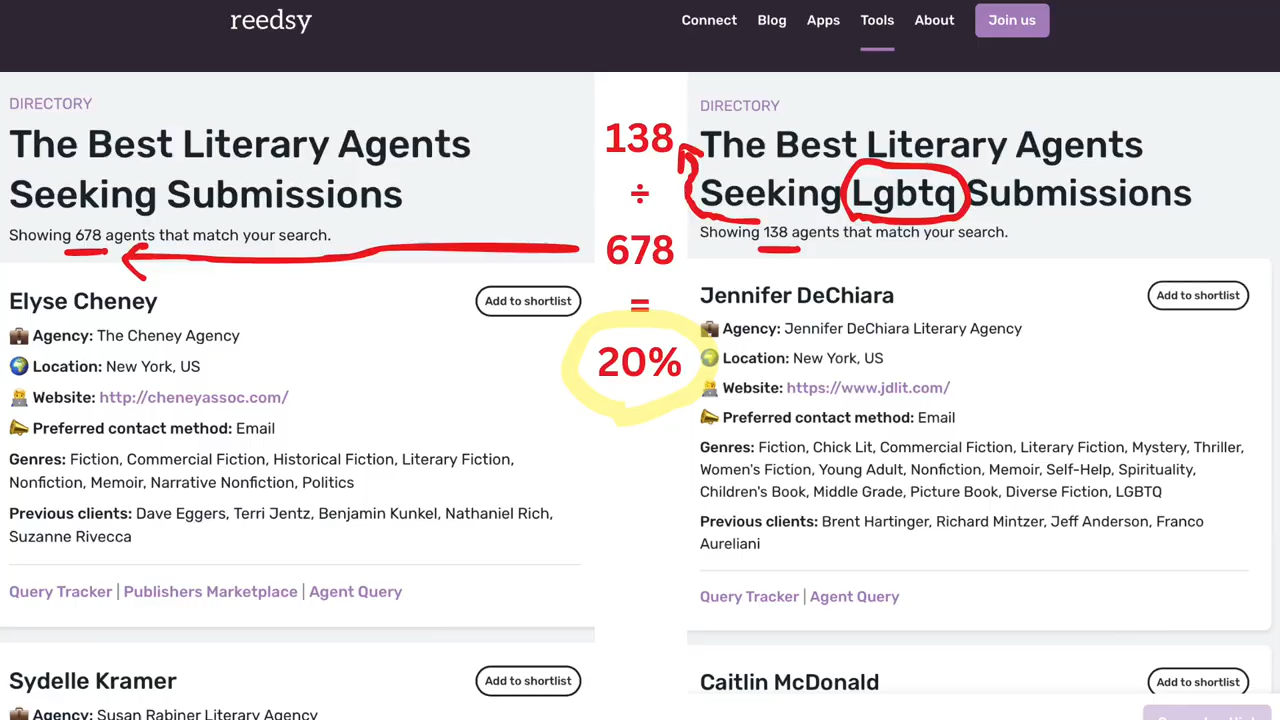 reedsy
Connect Blog Apps Tools About Join us
DIRECTORY
The Best Literary Agents
Seeking Submissions
Showing 678 agents that match your search.
Elyse Cheney
Add to shortlist
Agency: The Cheney Agency
Location: New York, US
Website: http://cheneyassoc.com/
Preferred contact method: Email
Genres: Fiction, Commercial Fiction, Historical Fiction, Literary Fiction,
Nonfiction, Memoir, Narrative Nonfiction, Politics
Previous clients: Dave Eggers, Terri Jentz, Benjamin Kunkel, Nathaniel Rich,
Suzanne Rivecca
Query Tracker | Publishers Marketplace | Agent Query
Sydelle Kramer
Add to shortlist
Agency: Susan Rabiner Literary Agency
138
÷
678
=
20%
DIRECTORY
The Best Literary Agents
Seeking Lgbtq Submissions
Showing 138 agents that match your search.
Jennifer DeChiara
Add to shortlist
Agency: Jennifer DeChiara Literary Agency
Location: New York, US
Website: https://www.jdlit.com/
Preferred contact method: Email
Genres: Fiction, Chick Lit, Commercial Fiction, Literary Fiction, Mystery, Thriller,
Women's Fiction, Young Adult, Nonfiction, Memoir, Self-Help, Spirituality,
Children's Book, Middle Grade, Picture Book, Diverse Fiction, LGBTQ
Previous clients: Brent Hartinger, Richard Mintzer, Jeff Anderson, Franco
Aureliani
Query Tracker | Agent Query
Caitlin McDonald
Add to shortlist